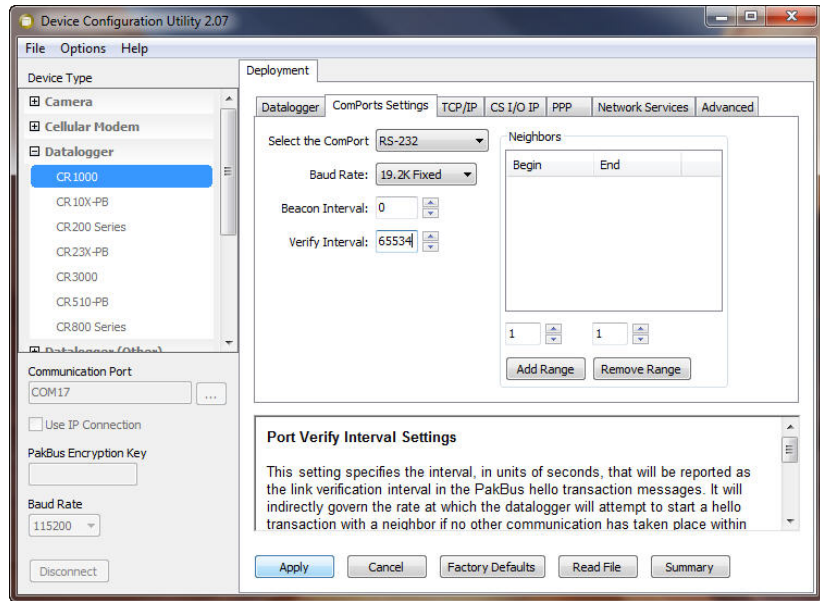 Device Configuration Utility 2.07
File Options Help
Device Type
Camera
Cellular Modem
Datalogger
CR1000
CR10X-PB
CR200 Series
CR23X-PB
CR3000
CR510-PB
CR800 Series
Datalogger (Other)
Communication Port
COM17
...
Use IP Connection
PakBus Encryption Key
Baud Rate
115200
Disconnect
Deployment
Datalogger ComPorts Settings TCP/IP CS I/O IP PPP Network Services Advanced
Select the ComPort RS-232
Baud Rate: 19.2K Fixed
Beacon Interval: 0
Verify Interval: 65534
Neighbors
Begin End
1 1
Add Range Remove Range
Port Verify Interval Settings
This setting specifies the interval, in units of seconds, that will be reported as
the link verification interval in the PakBus hello transaction messages. It will
indirectly govern the rate at which the datalogger will attempt to start a hello
transaction with a neighbor if no other communication has taken place within
Apply Cancel Factory Defaults Read File Summary